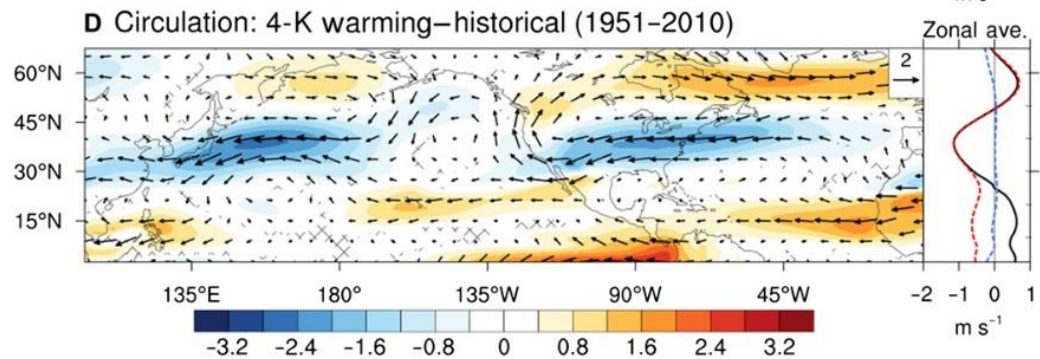 m s⁻¹
D Circulation: 4-K warming−historical (1951−2010)
Zonal ave.
2
60°N
45°N
30°N
15°N
135°E 180° 135°W 90°W 45°W
-2 -1 0 1
m s⁻¹
-3.2 -2.4 -1.6 -0.8 0 0.8 1.6 2.4 3.2